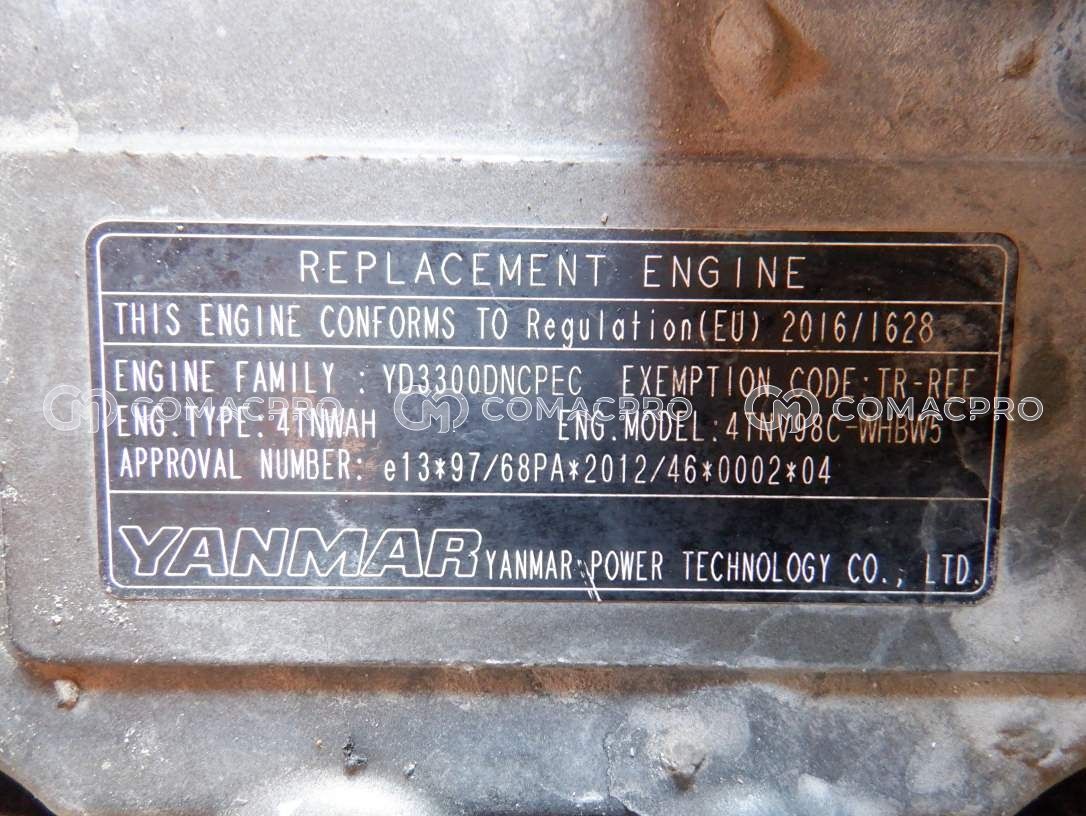 REPLACEMENT ENGINE
THIS ENGINE CONFORMS TO Regulation(EU) 2016/1628
ENGINE FAMILY : YD3300DNCPEC EXEMPTION CODE:TR-REE
COMACPRO COMACPRO COMACPRO
ENG.TYPE: 4TNWAH ENG.MODEL:4TNV98C-WHBW5
APPROVAL NUMBER: e13*97/68PA*2012/46*0002*04
YANMAR YANMAR POWER TECHNOLOGY CO., LTD.